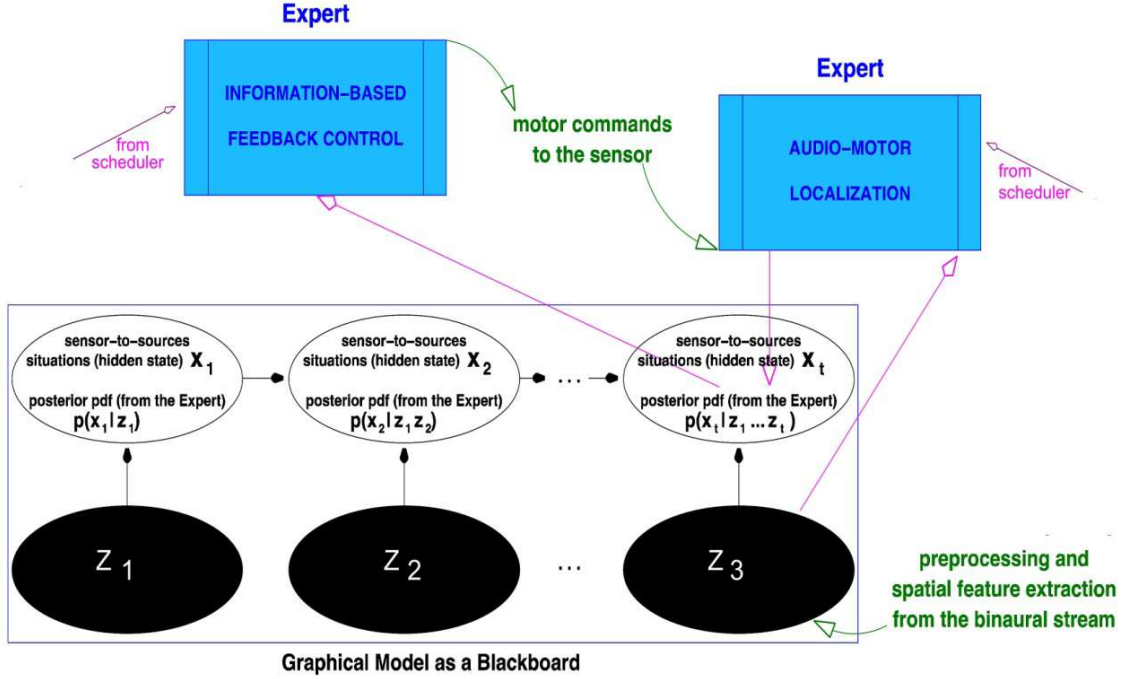 Expert
INFORMATION-BASED
FEEDBACK CONTROL
from
scheduler
motor commands
to the sensor
Expert
AUDIO-MOTOR
LOCALIZATION
from
scheduler
sensor-to-sources
situations (hidden state) X1
posterior pdf (from the Expert)
p(x1|z1)
sensor-to-sources
situations (hidden state) X2
posterior pdf (from the Expert)
p(x2|z1 z2)
...
sensor-to-sources
situations (hidden state) Xt
posterior pdf (from the Expert)
p(xt|z1 ... zt )
Z 1
Z 2
...
Z 3
preprocessing and
spatial feature extraction
from the binaural stream
Graphical Model as a Blackboard